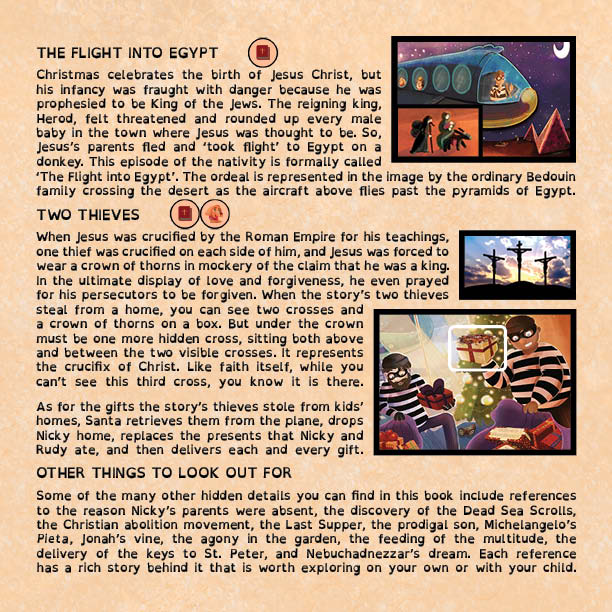 THE FLIGHT INTO EGYPT
Christmas celebrates the birth of Jesus Christ, but
his infancy was fraught with danger because he was
prophesied to be King of the Jews. The reigning king,
Herod, felt threatened and rounded up every male
baby in the town where Jesus was thought to be. So,
Jesus's parents fled and 'took flight' to Egypt on a
donkey. This episode of the nativity is formally called
'The Flight into Egypt'. The ordeal is represented in the image by the ordinary Bedouin
family crossing the desert as the aircraft above flies past the pyramids of Egypt.
TWO THIEVES
When Jesus was crucified by the Roman Empire for his teachings,
one thief was crucified on each side of him, and Jesus was forced to
wear a crown of thorns in mockery of the claim that he was a king.
In the ultimate display of love and forgiveness, he even prayed
for his persecutors to be forgiven. When the story's two thieves
steal from a home, you can see two crosses and
a crown of thorns on a box. But under the crown
must be one more hidden cross, sitting both above
and between the two visible crosses. It represents
the crucifix of Christ. Like faith itself, while you
can't see this third cross, you know it is there.
As for the gifts the story's thieves stole from kids'
homes, Santa retrieves them from the plane, drops
Nicky home, replaces the presents that Nicky and
Rudy ate, and then delivers each and every gift.
OTHER THINGS TO LOOK OUT FOR
Some of the many other hidden details you can find in this book include references
to the reason Nicky's parents were absent, the discovery of the Dead Sea Scrolls,
the Christian abolition movement, the Last Supper, the prodigal son, Michelangelo's
Pieta, Jonah's vine, the agony in the garden, the feeding of the multitude, the
delivery of the keys to St. Peter, and Nebuchadnezzar's dream. Each reference
has a rich story behind it that is worth exploring on your own or with your child.